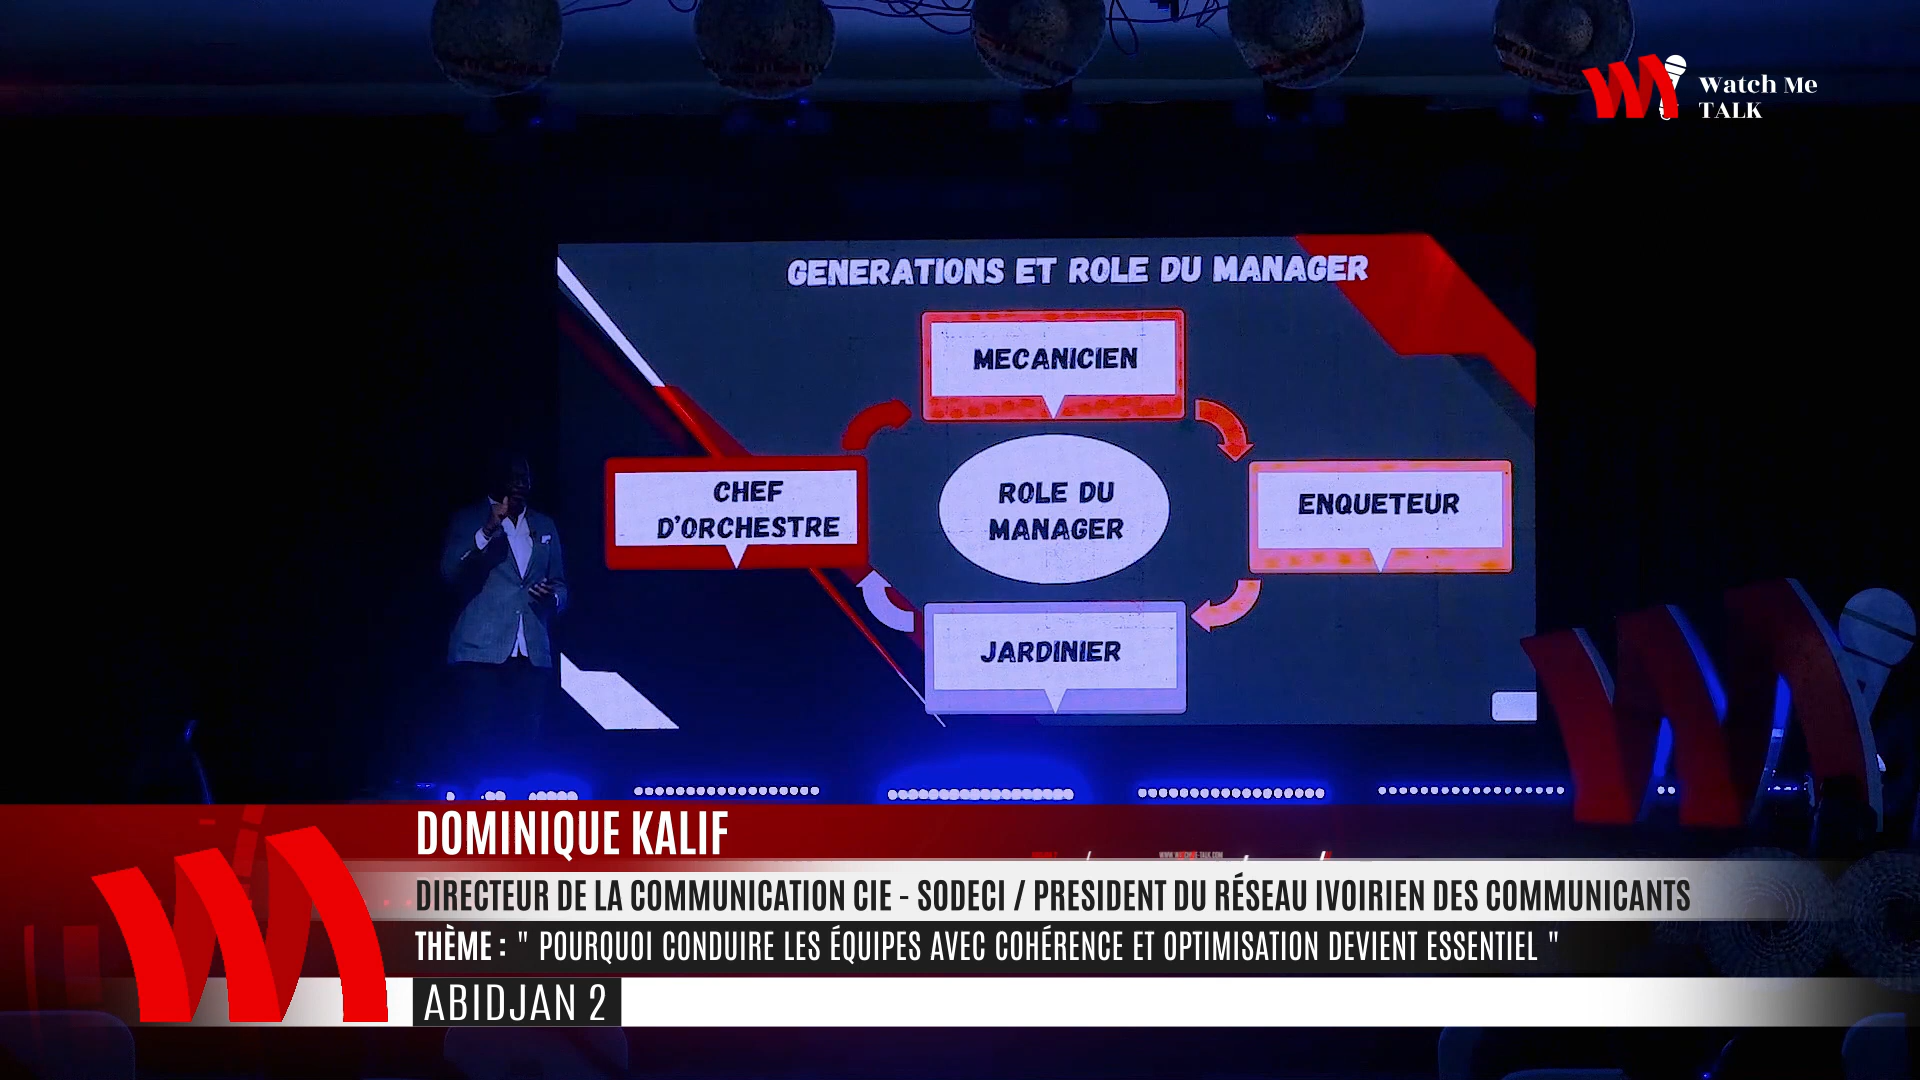 Watch Me
TALK
GENERATIONS ET ROLE DU MANAGER
MECANICIEN
CHEF
D'ORCHESTRE
ROLE DU
MANAGER
ENQUETEUR
JARDINIER
DOMINIQUE KALIF
DIRECTEUR DE LA COMMUNICATION CIE - SODECI / PRESIDENT DU RÉSEAU IVOIRIEN DES COMMUNICANTS
THÈME : " POURQUOI CONDUIRE LES ÉQUIPES AVEC COHÉRENCE ET OPTIMISATION DEVIENT ESSENTIEL "
ABIDJAN 2